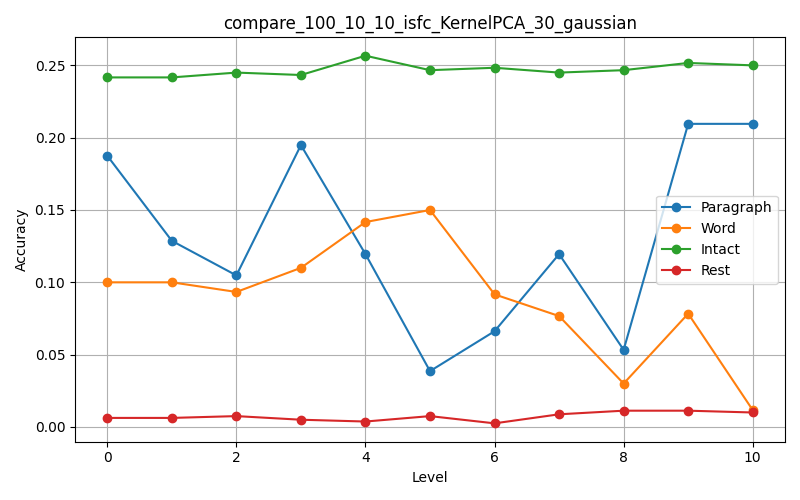 compare_100_10_10_isfc_KernelPCA_30_gaussian
Accuracy
0.25
0.20
0.15
0.10
0.05
0.00
Paragraph
Word
Intact
Rest
0 2 4 6 8 10
Level